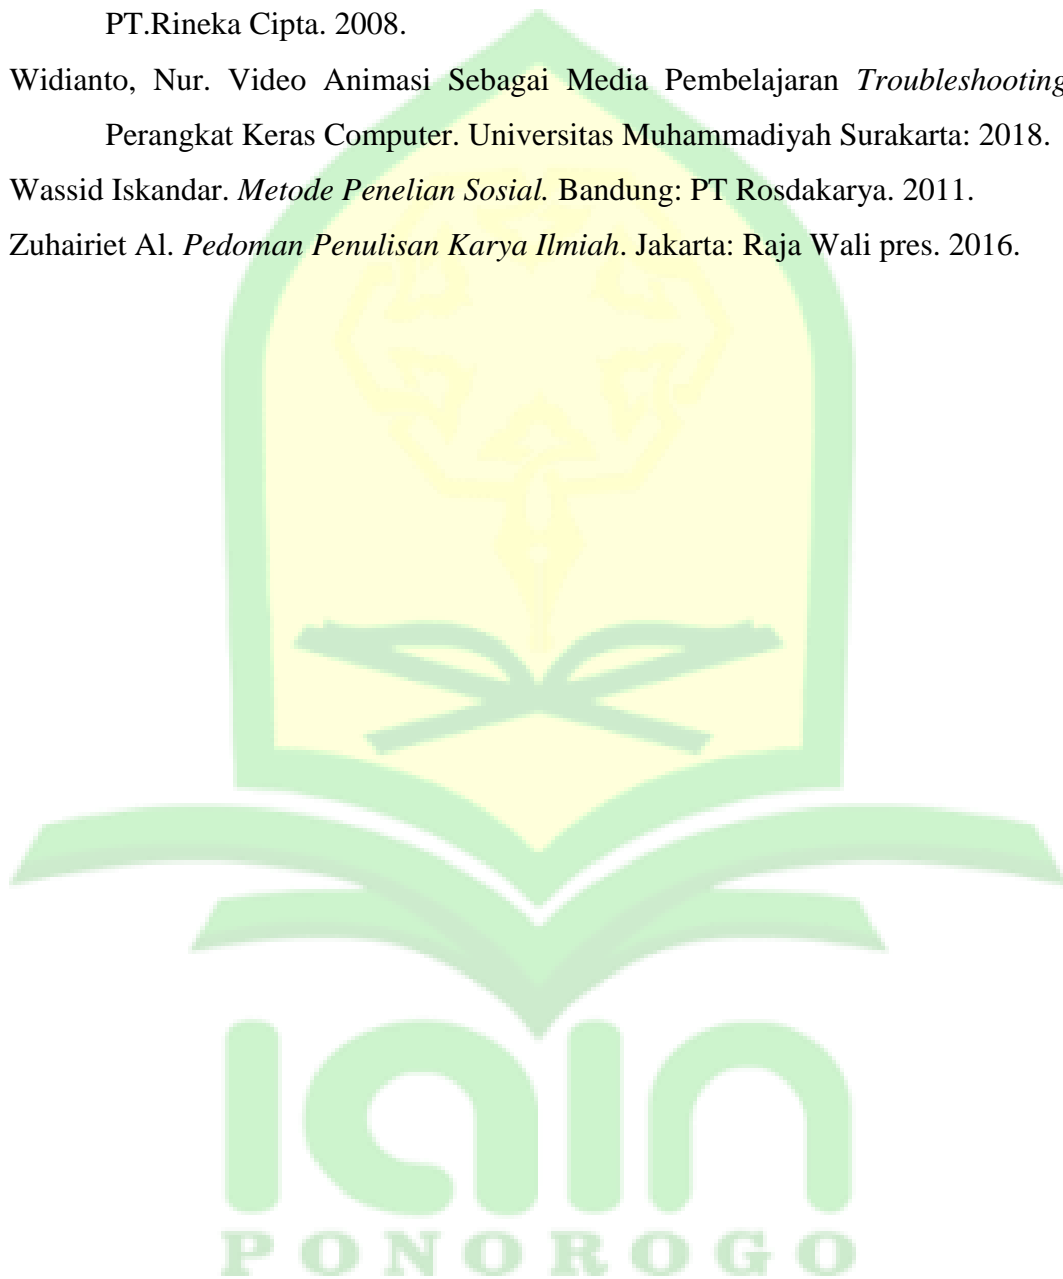 PT.Rineka Cipta. 2008.
Widianto, Nur. Video Animasi Sebagai Media Pembelajaran Troubleshooting
Perangkat Keras Computer. Universitas Muhammadiyah Surakarta: 2018.
Wassid Iskandar. Metode Penelian Sosial. Bandung: PT Rosdakarya. 2011.
Zuhairiet Al. Pedoman Penulisan Karya Ilmiah. Jakarta: Raja Wali pres. 2016.
iain
PONOROGO